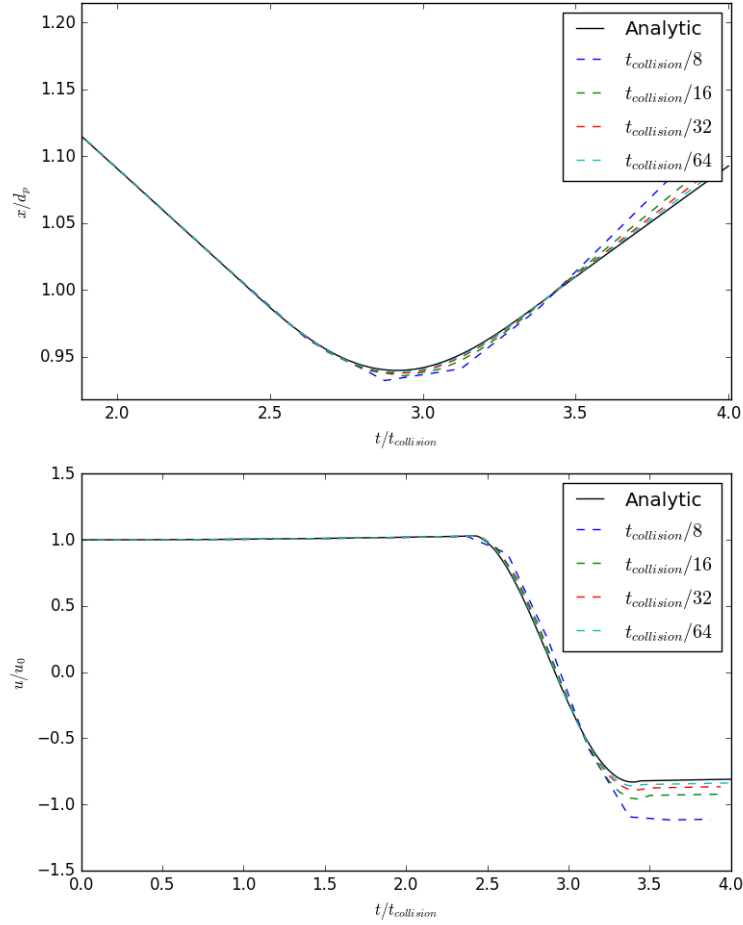 1.20
1.15
1.10
1.05
1.00
0.95
x/d_p
Analytic
t_collision/8
t_collision/16
t_collision/32
t_collision/64
2.0 2.5 3.0 3.5 4.0
t/t_collision
1.5
1.0
0.5
0.0
−0.5
−1.0
−1.5
u/u_0
Analytic
t_collision/8
t_collision/16
t_collision/32
t_collision/64
0.0 0.5 1.0 1.5 2.0 2.5 3.0 3.5 4.0
t/t_collision